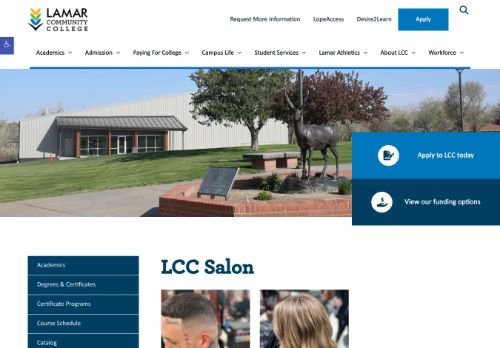 LAMAR
COMMUNITY
COLLEGE
Request More Information
LopeAccess
Desire2Learn
Apply
Academics
Admission
Paying For College
Campus Life
Student Services
Lamar Athletics
About LCC
Workforce
Apply to LCC today
View our funding options
Academics
Degrees & Certificates
Certificate Programs
Course Schedule
Catalog
LCC Salon